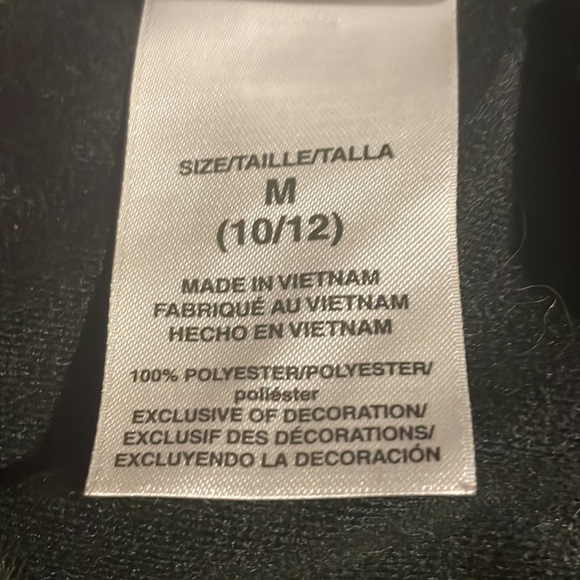 SIZE/TAILLE/TALLA
M
(10/12)
MADE IN VIETNAM
FABRIQUÉ AU VIETNAM
HECHO EN VIETNAM
100% POLYESTER/POLYESTER/
poliéster
EXCLUSIVE OF DECORATION/
EXCLUSIF DES DÉCORATIONS/
EXCLUYENDO LA DECORACIÓN